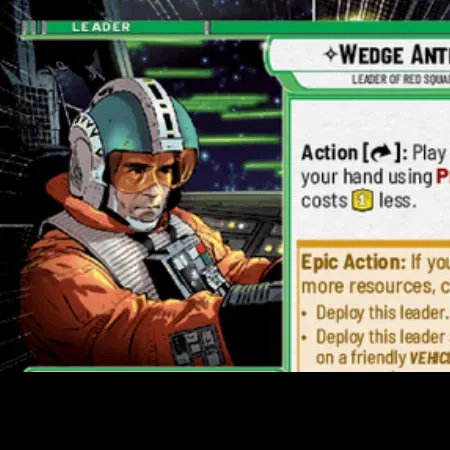 LEADER
WEDGE ANT
LEADER OF RED SQUA
Action [ ]: Play
your hand using P
costs 1 less.
Epic Action: If you
more resources, c
• Deploy this leader.
• Deploy this leader
on a friendly VEHIC